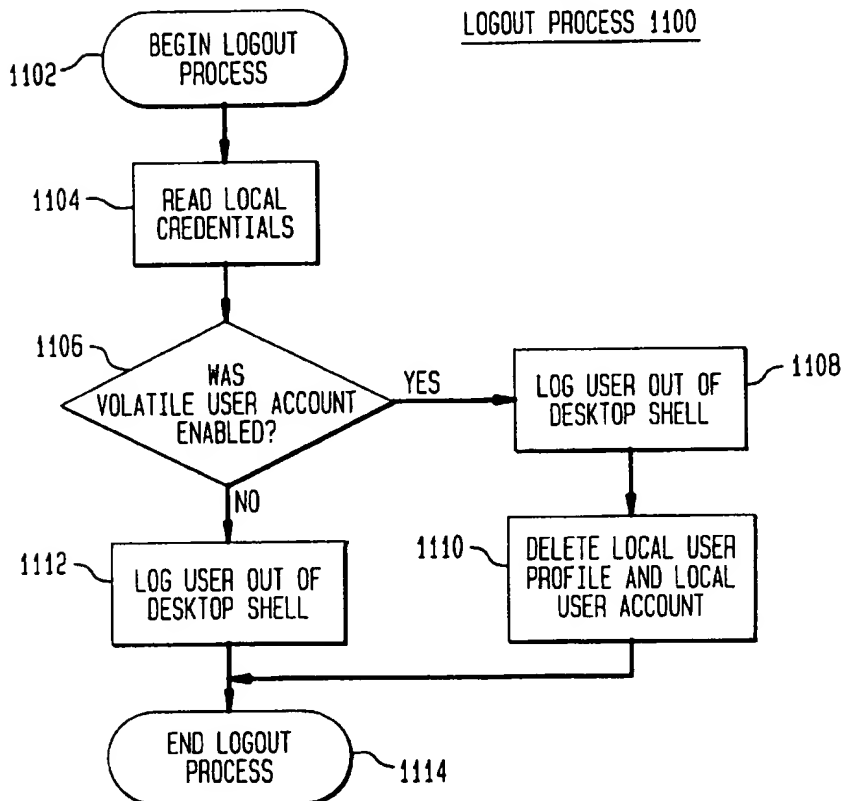 LOGOUT PROCESS 1100
BEGIN LOGOUT
PROCESS
1102
1104
READ LOCAL
CREDENTIALS
1106
WAS
VOLATILE USER ACCOUNT
ENABLED?
YES
LOG USER OUT OF
DESKTOP SHELL
1108
NO
1110
DELETE LOCAL USER
PROFILE AND LOCAL
USER ACCOUNT
1112
LOG USER OUT OF
DESKTOP SHELL
END LOGOUT
PROCESS
1114